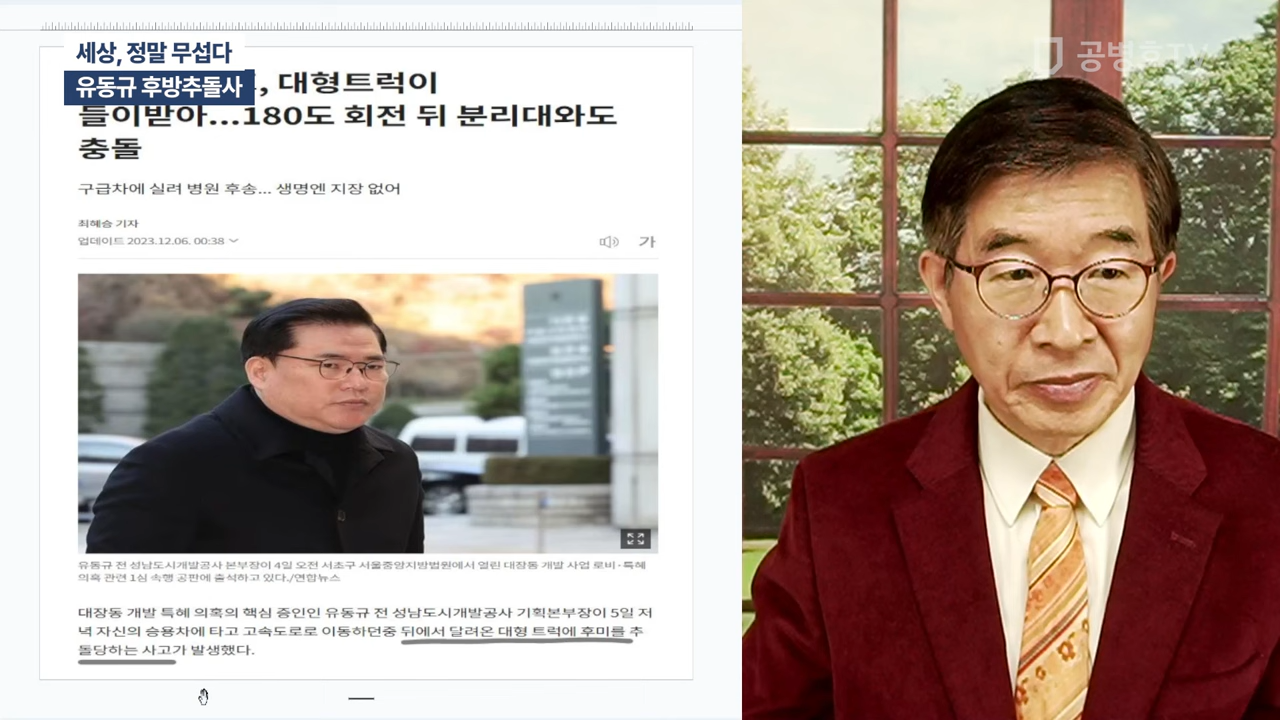 세상, 정말 무섭다
유동규 후방추돌사
, 대형트럭이
들이받아...180도 회전 뒤 분리대와도
충돌
구급차에 실려 병원 후송... 생명엔 지장 없어
최혜승 기자
업데이트 2023.12.06. 00:38
가
유동규 전 성남도시개발공사 본부장이 4일 오전 서초구 서울중앙지방법원에서 열린 대장동 개발 사업 로비·특혜
의혹 관련 1심 속행 공판에 출석하고 있다./연합뉴스
대장동 개발 특혜 의혹의 핵심 증인인 유동규 전 성남도시개발공사 기획본부장이 5일 저
녁 자신의 승용차에 타고 고속도로로 이동하던중 뒤에서 달려온 대형 트럭에 후미를 추
돌당하는 사고가 발생했다.
공병호TV